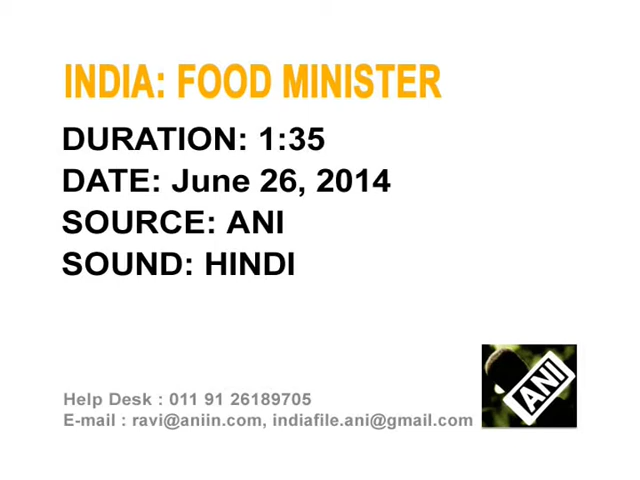 INDIA: FOOD MINISTER
DURATION: 1:35
DATE: June 26, 2014
SOURCE: ANI
SOUND: HINDI
Help Desk : 011 91 26189705
E-mail : ravi@aniin.com, indiafile.ani@gmail.com
ANI